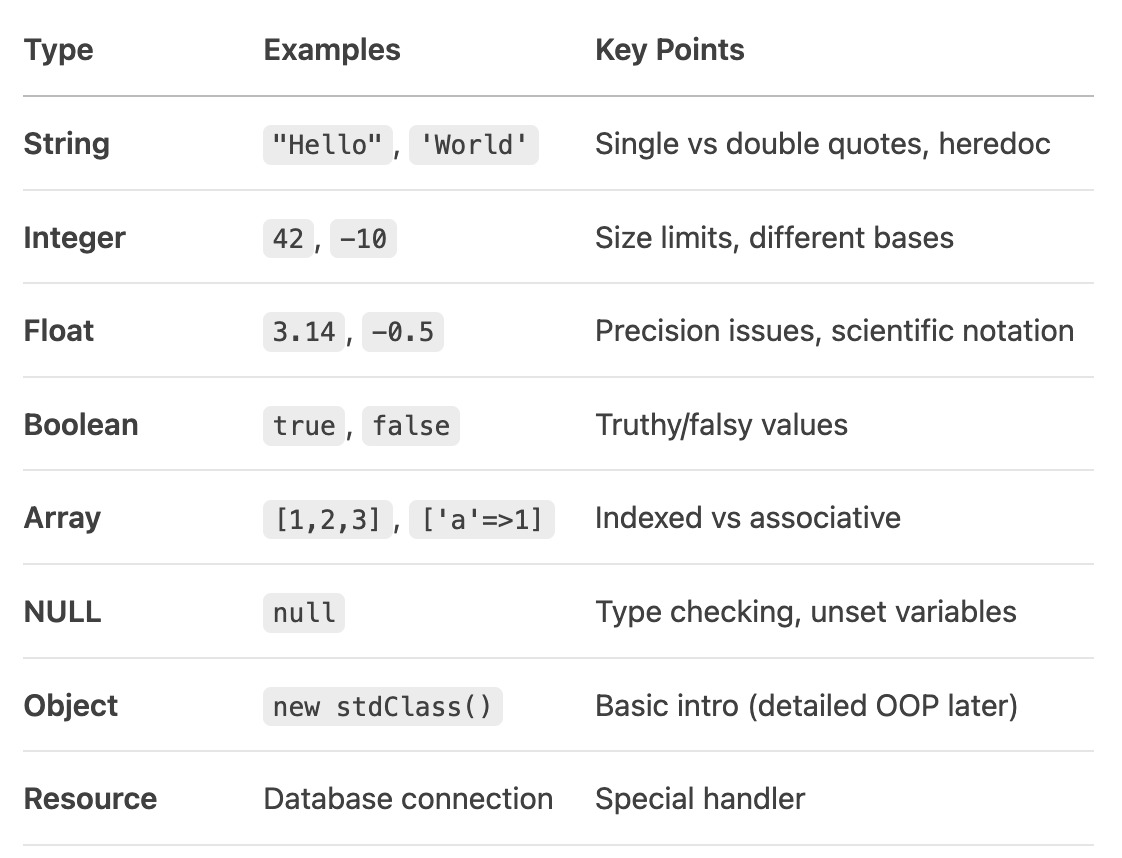 Type Examples Key Points
String "Hello", 'World' Single vs double quotes, heredoc
Integer 42, -10 Size limits, different bases
Float 3.14, -0.5 Precision issues, scientific notation
Boolean true, false Truthy/falsy values
Array [1,2,3], ['a'=>1] Indexed vs associative
NULL null Type checking, unset variables
Object new stdClass() Basic intro (detailed OOP later)
Resource Database connection Special handler